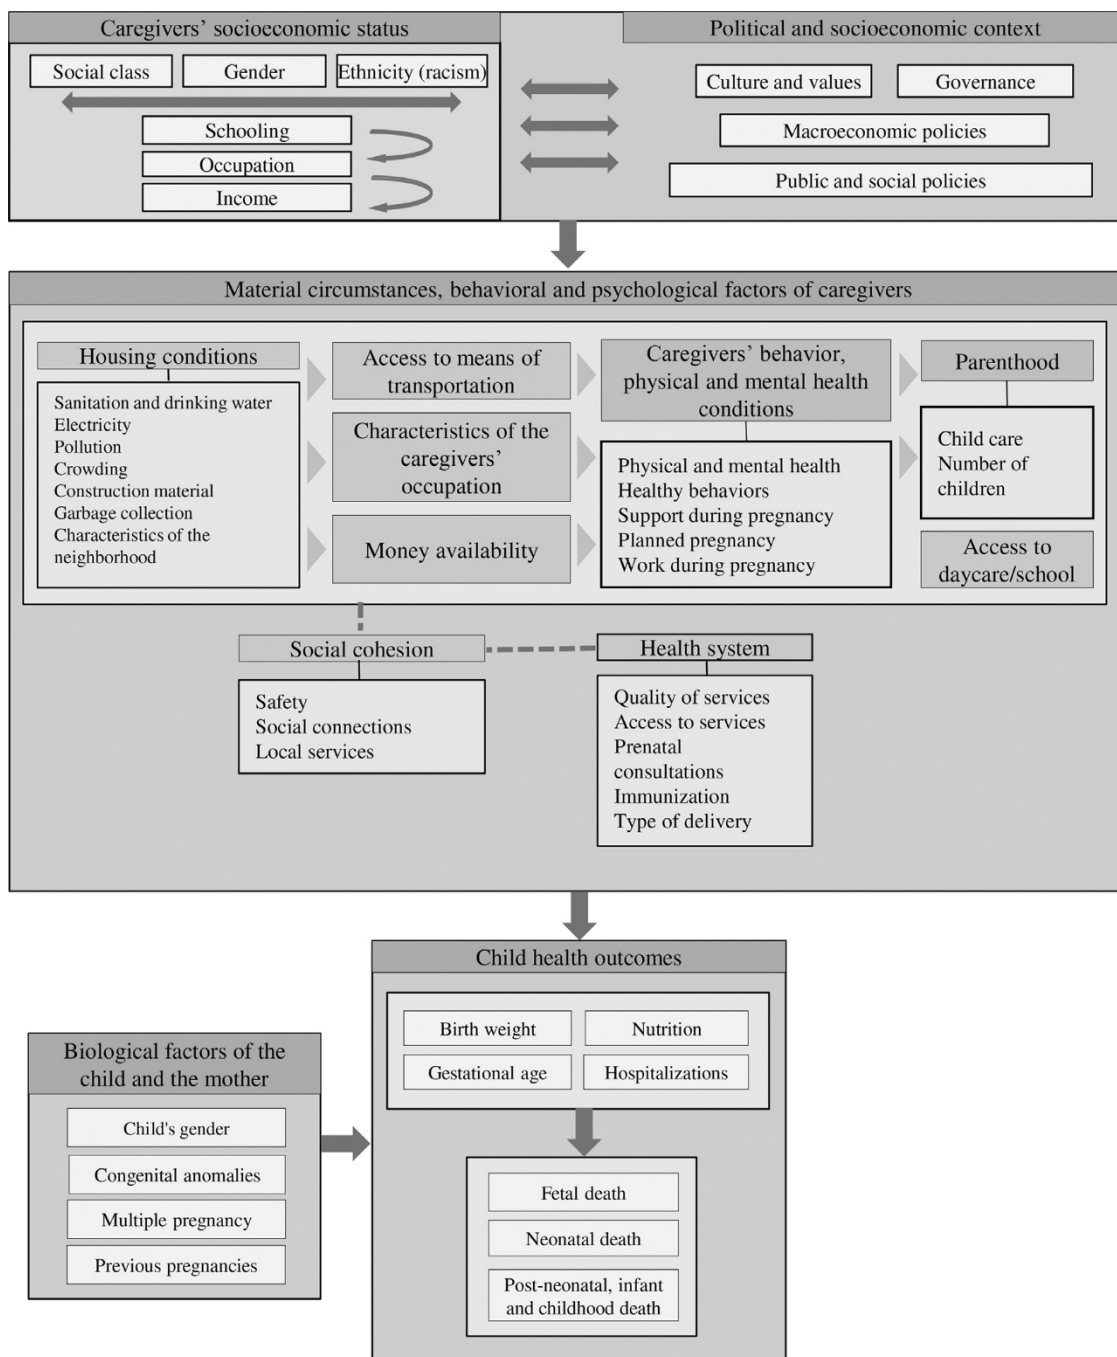 Caregivers’ socioeconomic status
Political and socioeconomic context
Social class
Gender
Ethnicity (racism)
Schooling
Occupation
Income
Culture and values
Governance
Macroeconomic policies
Public and social policies
Material circumstances, behavioral and psychological factors of caregivers
Housing conditions
Sanitation and drinking water
Electricity
Pollution
Crowding
Construction material
Garbage collection
Characteristics of the
neighborhood
Access to means of
transportation
Characteristics of the
caregivers’
occupation
Money availability
Caregivers’ behavior,
physical and mental health
conditions
Physical and mental health
Healthy behaviors
Support during pregnancy
Planned pregnancy
Work during pregnancy
Parenthood
Child care
Number of
children
Access to
daycare/school
Social cohesion
Safety
Social connections
Local services
Health system
Quality of services
Access to services
Prenatal
consultations
Immunization
Type of delivery
Child health outcomes
Birth weight
Nutrition
Gestational age
Hospitalizations
Biological factors of the
child and the mother
Child's gender
Congenital anomalies
Multiple pregnancy
Previous pregnancies
Fetal death
Neonatal death
Post-neonatal, infant
and childhood death